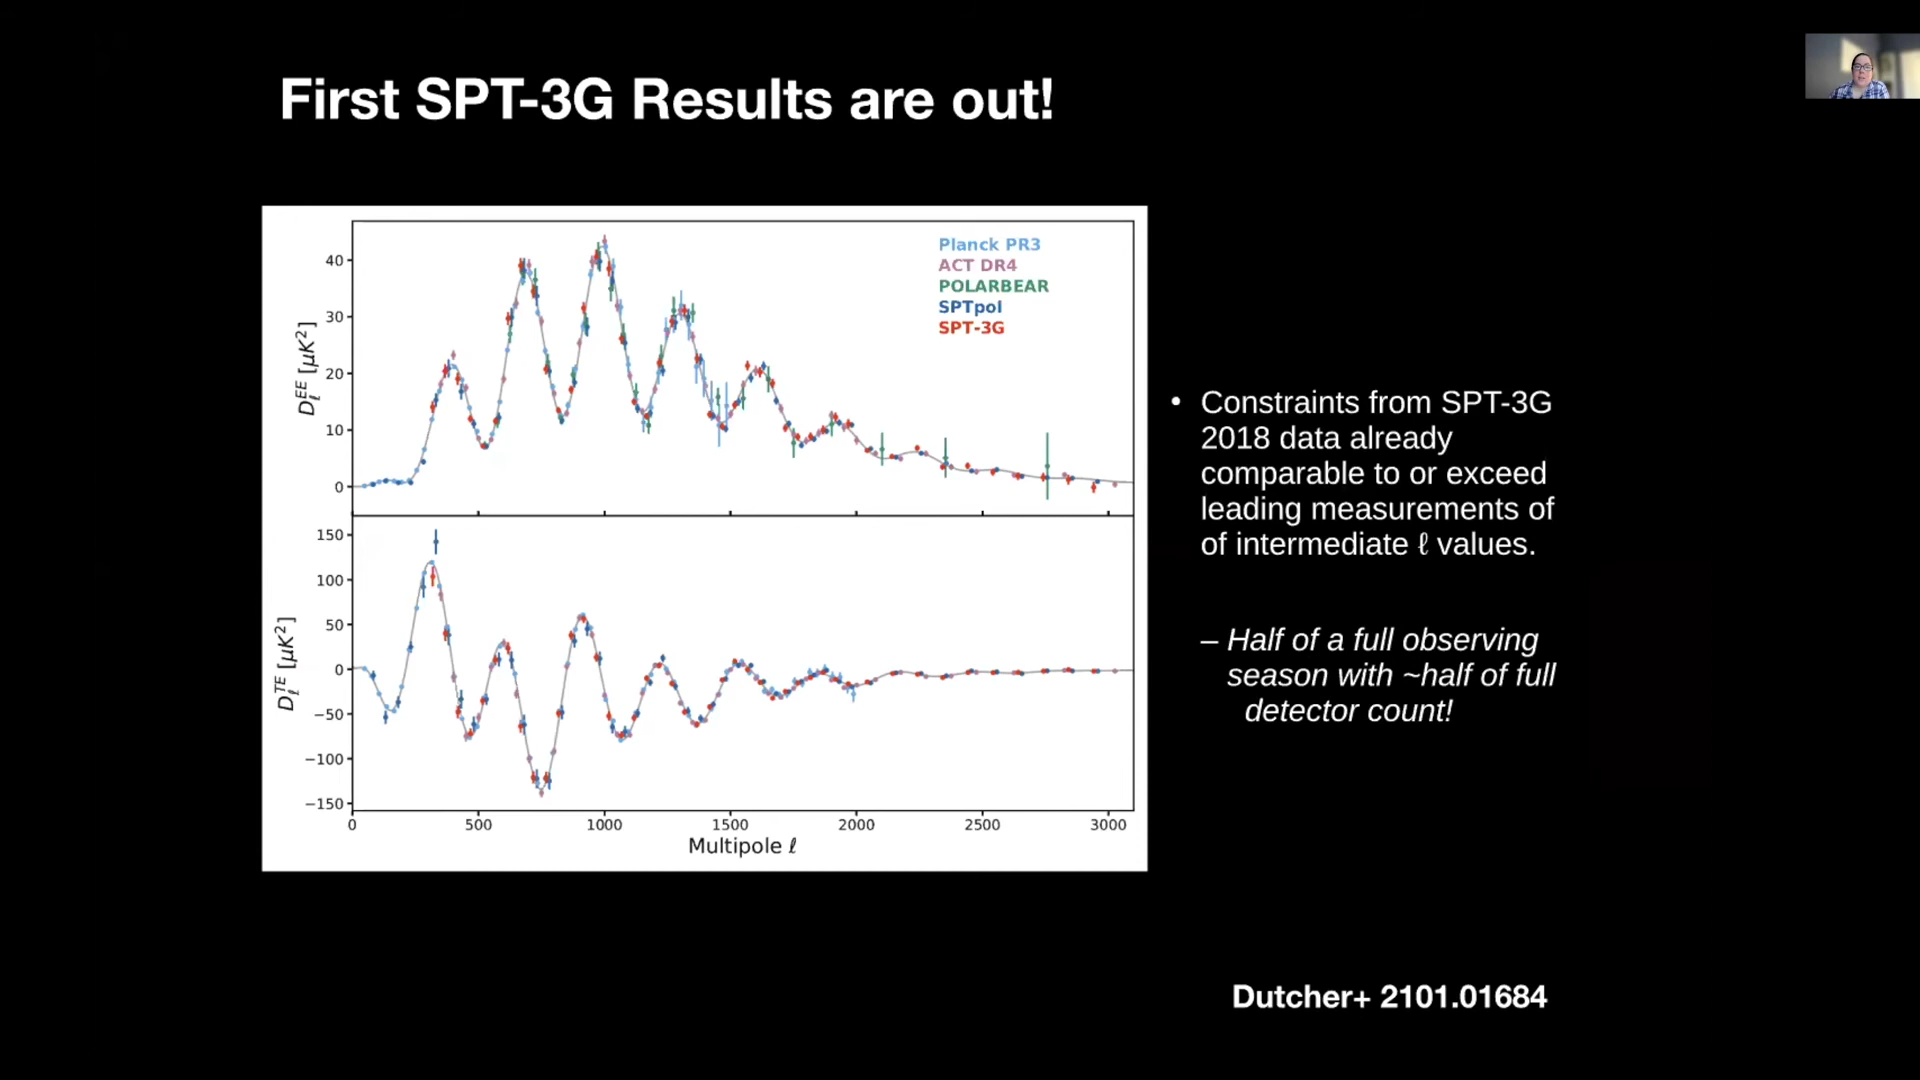 First SPT-3G Results are out!
Planck PR3
ACT DR4
POLARBEAR
SPTpol
SPT-3G
D_ℓ^{EE} [μK²]
40
30
20
10
0
D_ℓ^{TE} [μK²]
150
100
50
0
−50
−100
−150
0 500 1000 1500 2000 2500 3000
Multipole ℓ
• Constraints from SPT-3G
2018 data already
comparable to or exceed
leading measurements of
of intermediate ℓ values.
– Half of a full observing
season with ~half of full
detector count!
Dutcher+ 2101.01684